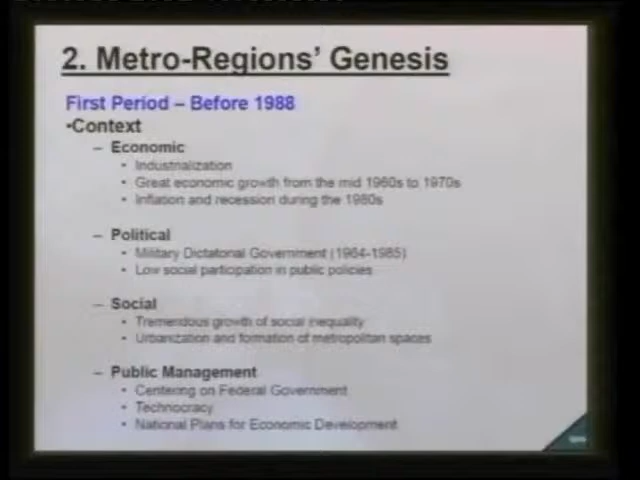 2. Metro-Regions' Genesis
First Period – Before 1988
•Context
– Economic
• Industrialization
• Great economic growth from the mid 1960s to 1970s
• Inflation and recession during the 1980s
– Political
• Military Dictatorial Government (1964-1985)
• Low social participation in public policies
– Social
• Tremendous growth of social inequality
• Urbanization and formation of metropolitan spaces
– Public Management
• Centering on Federal Government
• Technocracy
• National Plans for Economic Development